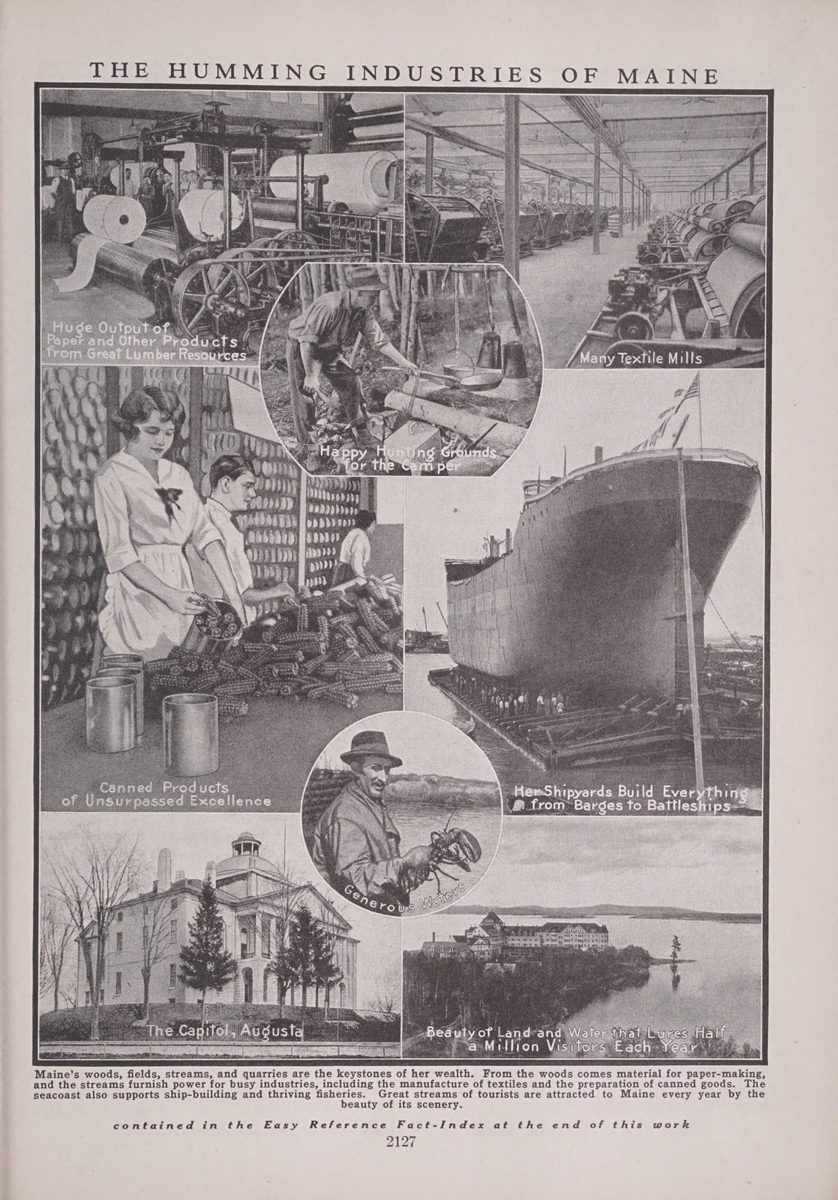 THE HUMMING INDUSTRIES OF MAINE
Huge Output of
Paper and Other Products
from Great Lumber Resources
Many Textile Mills
Happy Hunting Grounds
for the Camper
Canned Products
of Unsurpassed Excellence
Her Shipyards Build Everything
from Barges to Battleships
Generous Waters
The Capitol, Augusta
Beauty of Land and Water that Lures Half
a Million Visitors Each Year
Maine's woods, fields, streams, and quarries are the keystones of her wealth. From the woods comes material for paper-making,
and the streams furnish power for busy industries, including the manufacture of textiles and the preparation of canned goods. The
seacoast also supports ship-building and thriving fisheries. Great streams of tourists are attracted to Maine every year by the
beauty of its scenery.
contained in the Easy Reference Fact-Index at the end of this work
2127